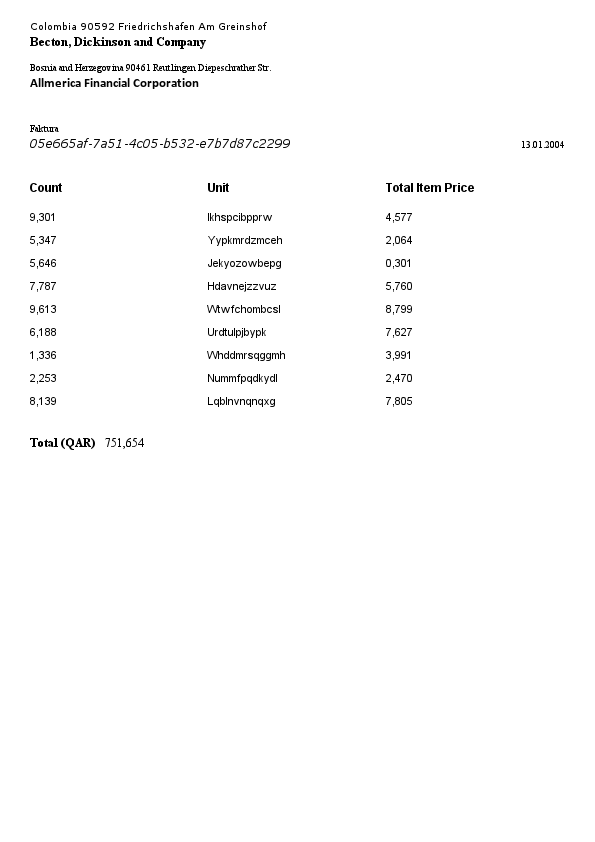 Colombia 90592 Friedrichshafen Am Greinshof
Becton, Dickinson and Company
Bosnia and Herzegovina 90461 Reutlingen Diepeschrather Str.
Allmerica Financial Corporation
Faktura
05e665af-7a51-4c05-b532-e7b7d87c2299 13.01.2004
Count Unit Total Item Price
9,301 Ikhspcibpprw 4,577
5,347 Yypkmrdzmceh 2,064
5,646 Jekyozowbepg 0,301
7,787 Hdavnejzzvuz 5,760
9,613 Wtwfchombcsl 8,799
6,188 Urdtulpjbypk 7,627
1,336 Whddmrsqggmh 3,991
2,253 Nummfpqdkydl 2,470
8,139 Lqblnvnqnqxg 7,805
Total (QAR) 751,654